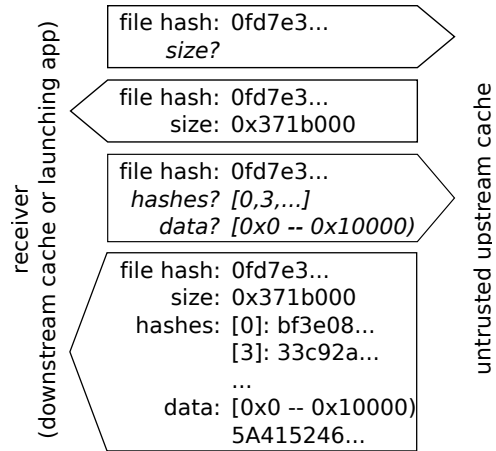 file hash: 0fd7e3...
size?
file hash: 0fd7e3...
size: 0x371b000
file hash: 0fd7e3...
hashes? [0,3,...]
data? [0x0 -- 0x10000)
file hash: 0fd7e3...
size: 0x371b000
hashes: [0]: bf3e08...
[3]: 33c92a...
...
data: [0x0 -- 0x10000)
5A415246...
receiver
(downstream cache or launching app)
untrusted upstream cache